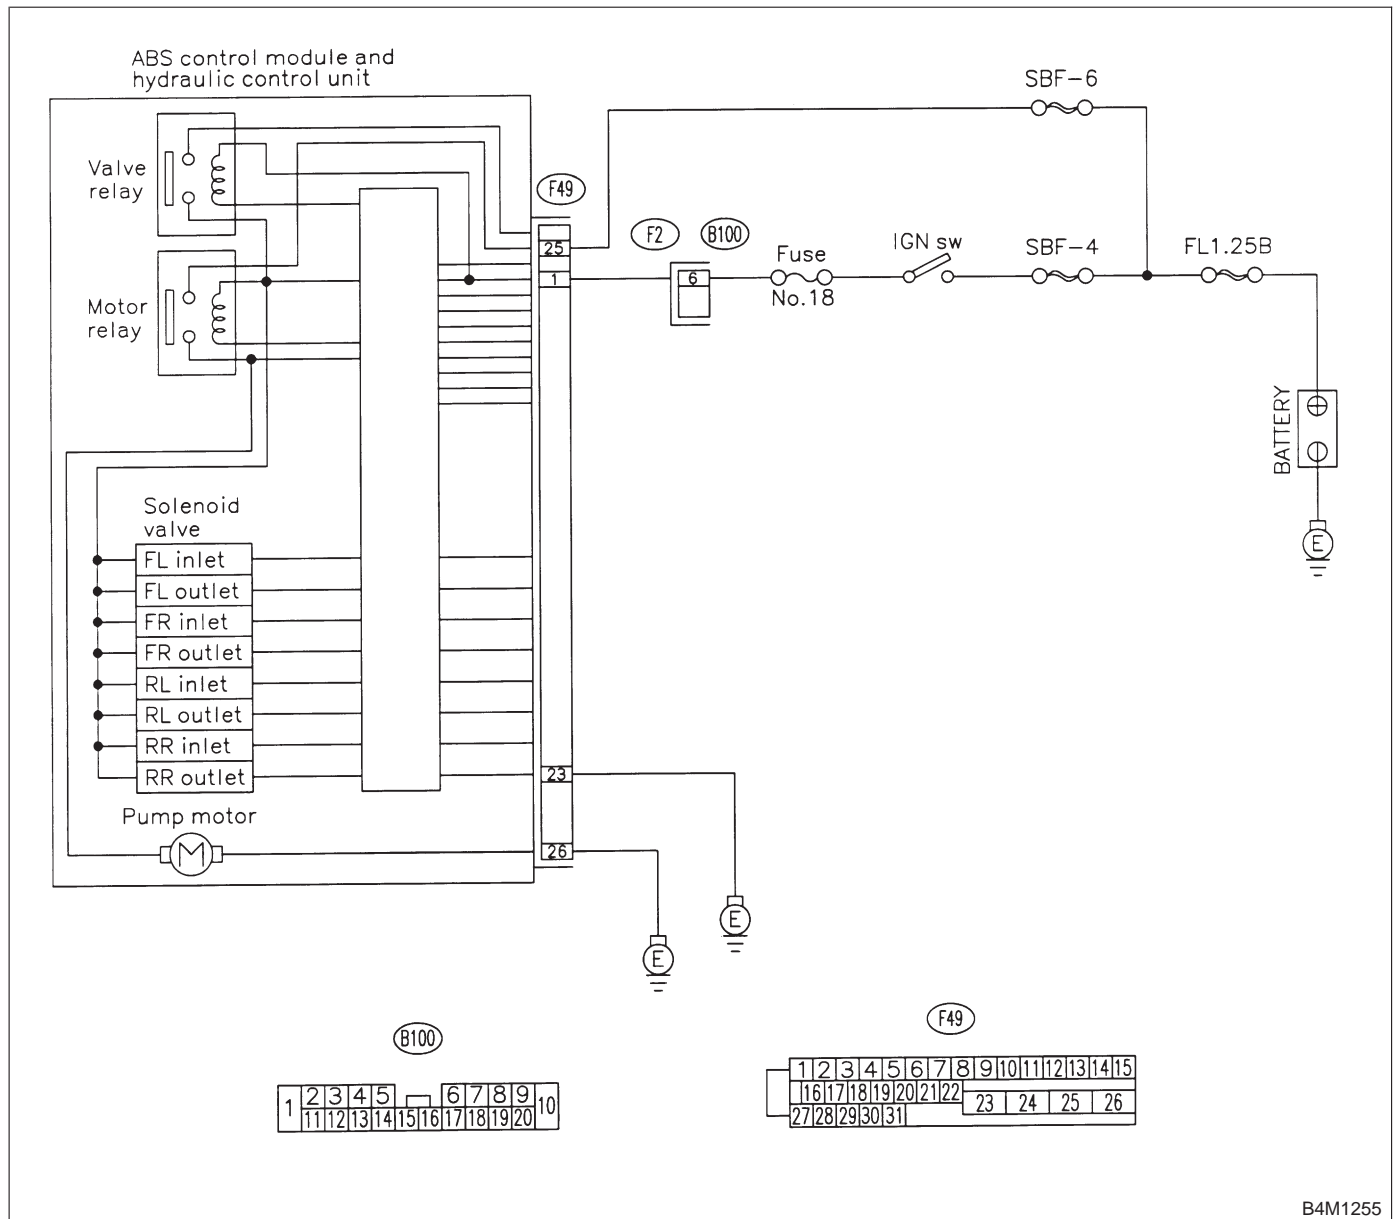 ABS control module and
hydraulic control unit
SBF-6
Valve
relay
F49
F2
B100
25
Fuse
No.18
IGN sw
SBF-4
FL1.25B
1
6
Motor
relay
BATTERY
E
Solenoid
valve
FL inlet
FL outlet
FR inlet
FR outlet
RL inlet
RL outlet
RR inlet
RR outlet
23
Pump motor
M
26
E
E
B100
1 2 3 4 5 6 7 8 9 10
11 12 13 14 15 16 17 18 19 20
F49
1 2 3 4 5 6 7 8 9 10 11 12 13 14 15
16 17 18 19 20 21 22 23 24 25 26
27 28 29 30 31
B4M1255